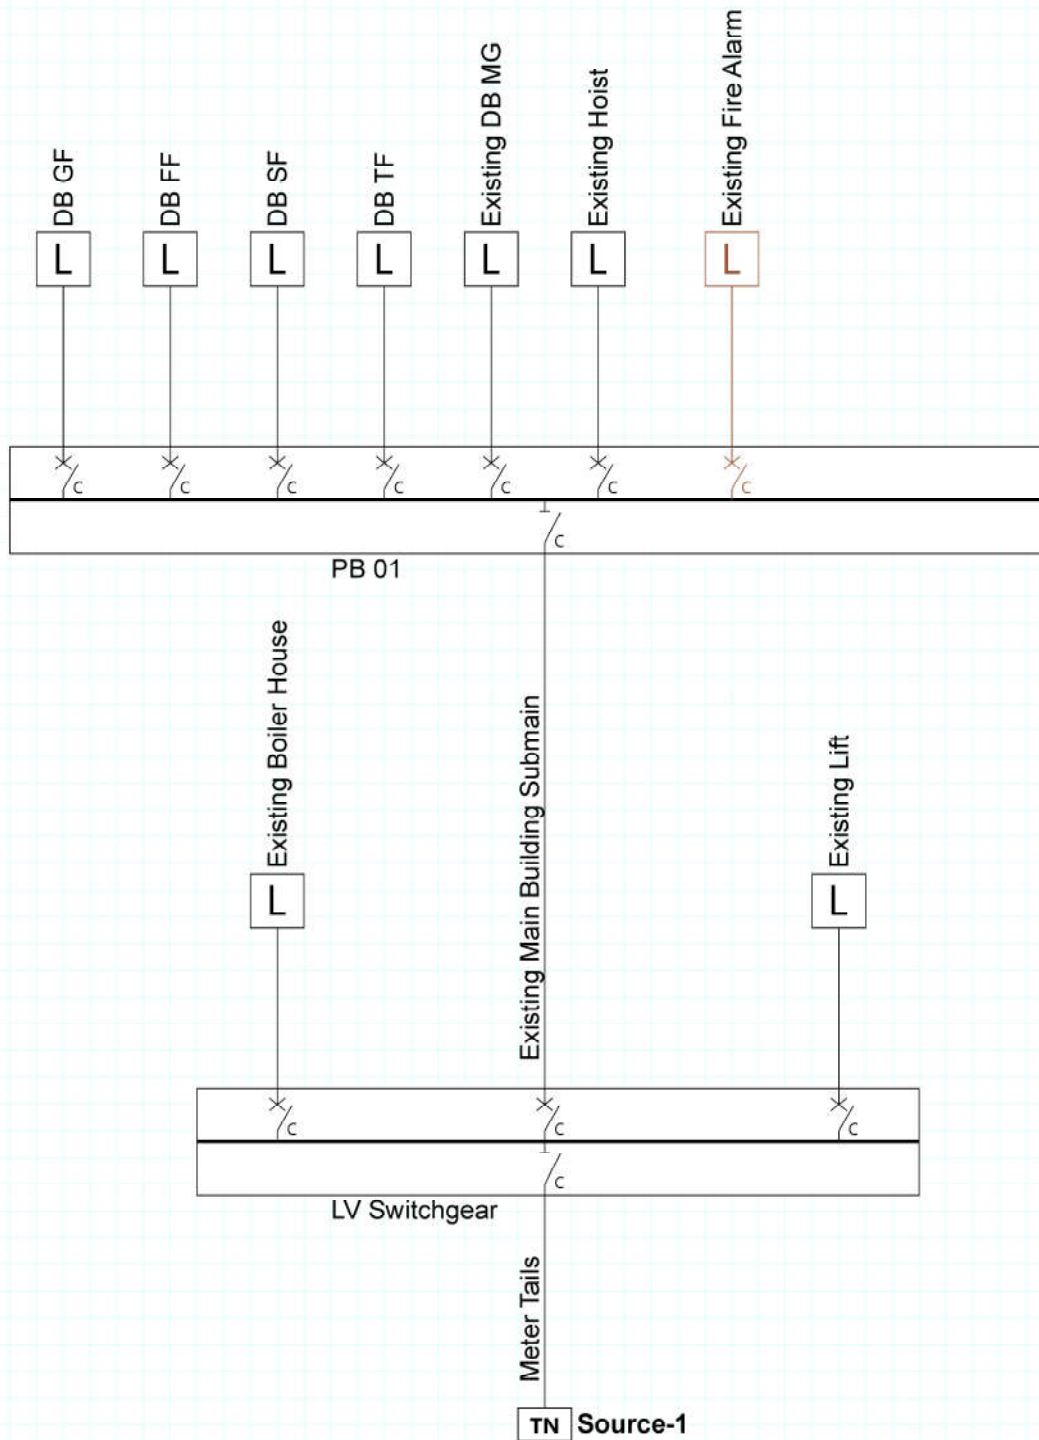 DB GF
DB FF
DB SF
DB TF
Existing DB MG
Existing Hoist
Existing Fire Alarm
L
L
L
L
L
L
L
C
C
C
C
C
C
C
C
PB 01
Existing Boiler House
Existing Main Building Submain
Existing Lift
L
L
C
C
C
C
LV Switchgear
Meter Tails
TN Source-1